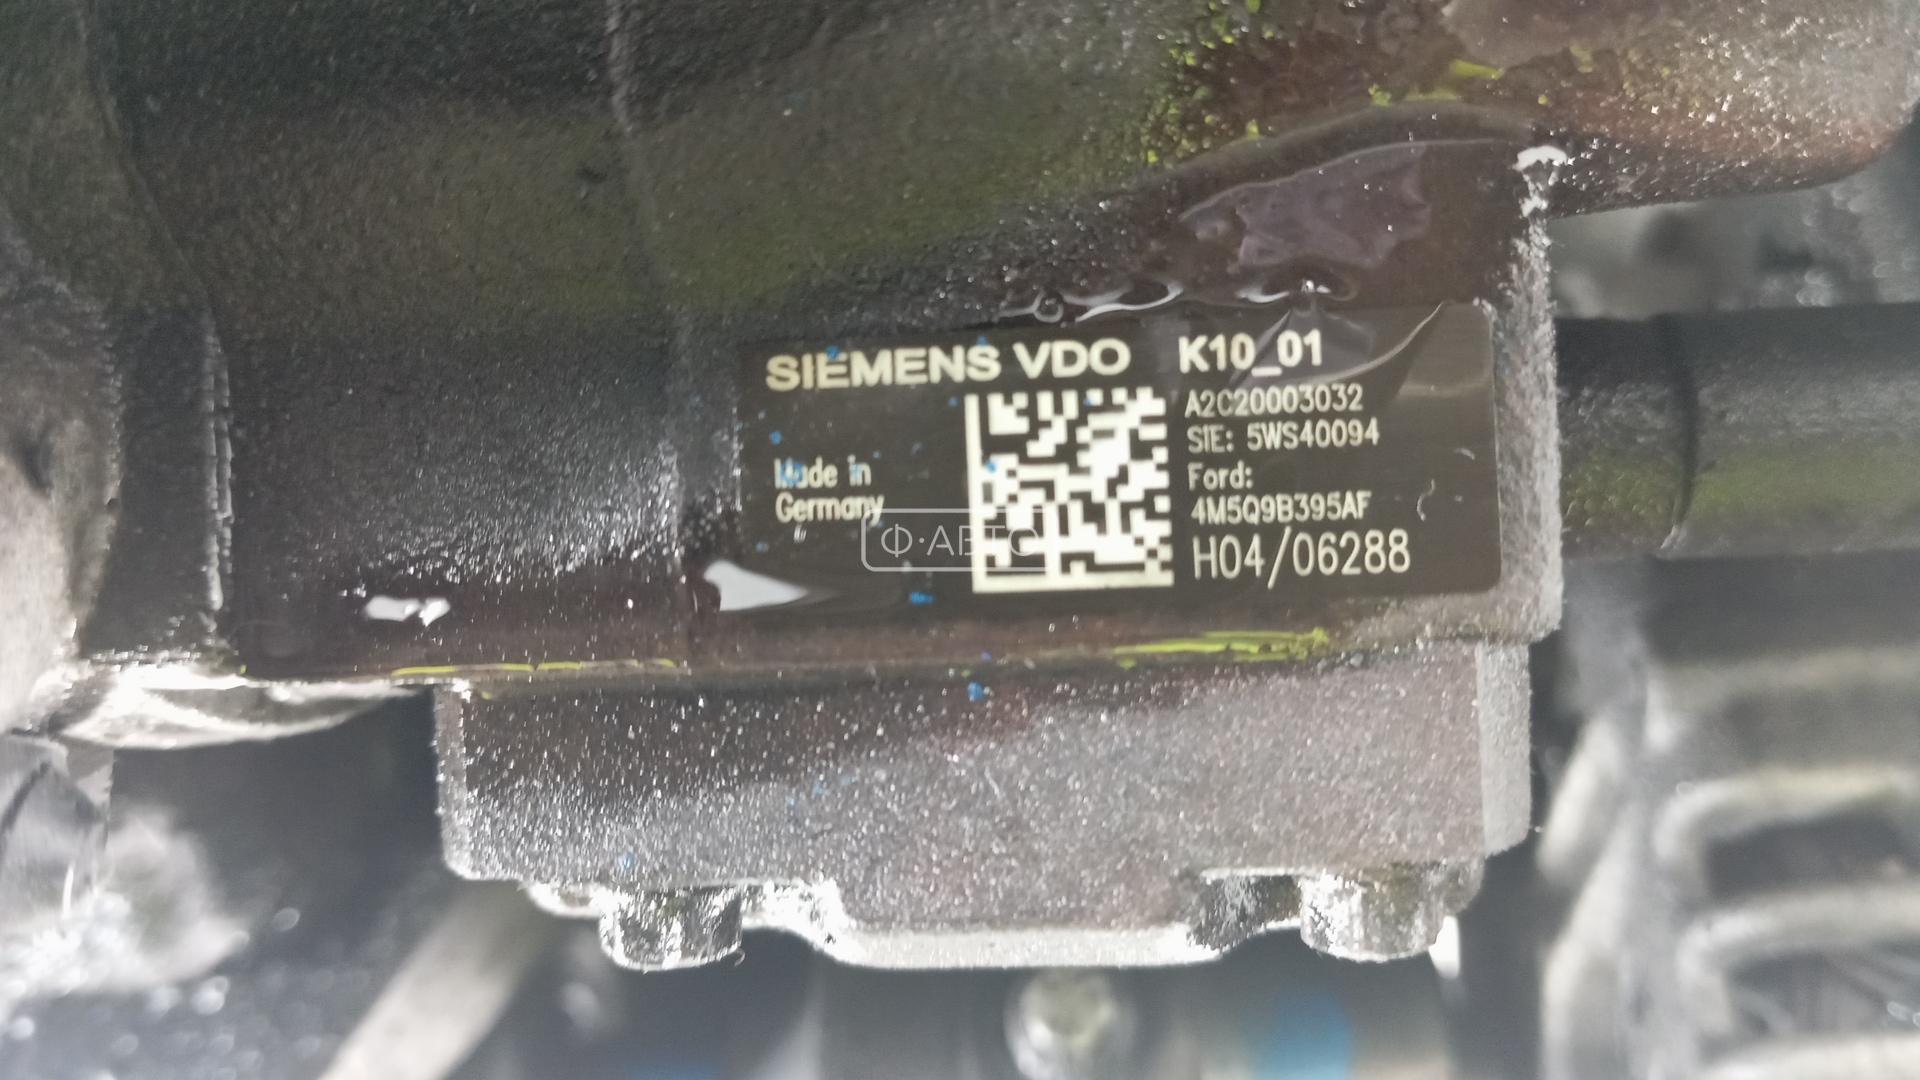 SIEMENS VDO K10_01
A2C20003032
SIE: 5WS40094
Made in
Germany
Ford:
4M5Q9B395AF
H04/06288
Ф·АВТО